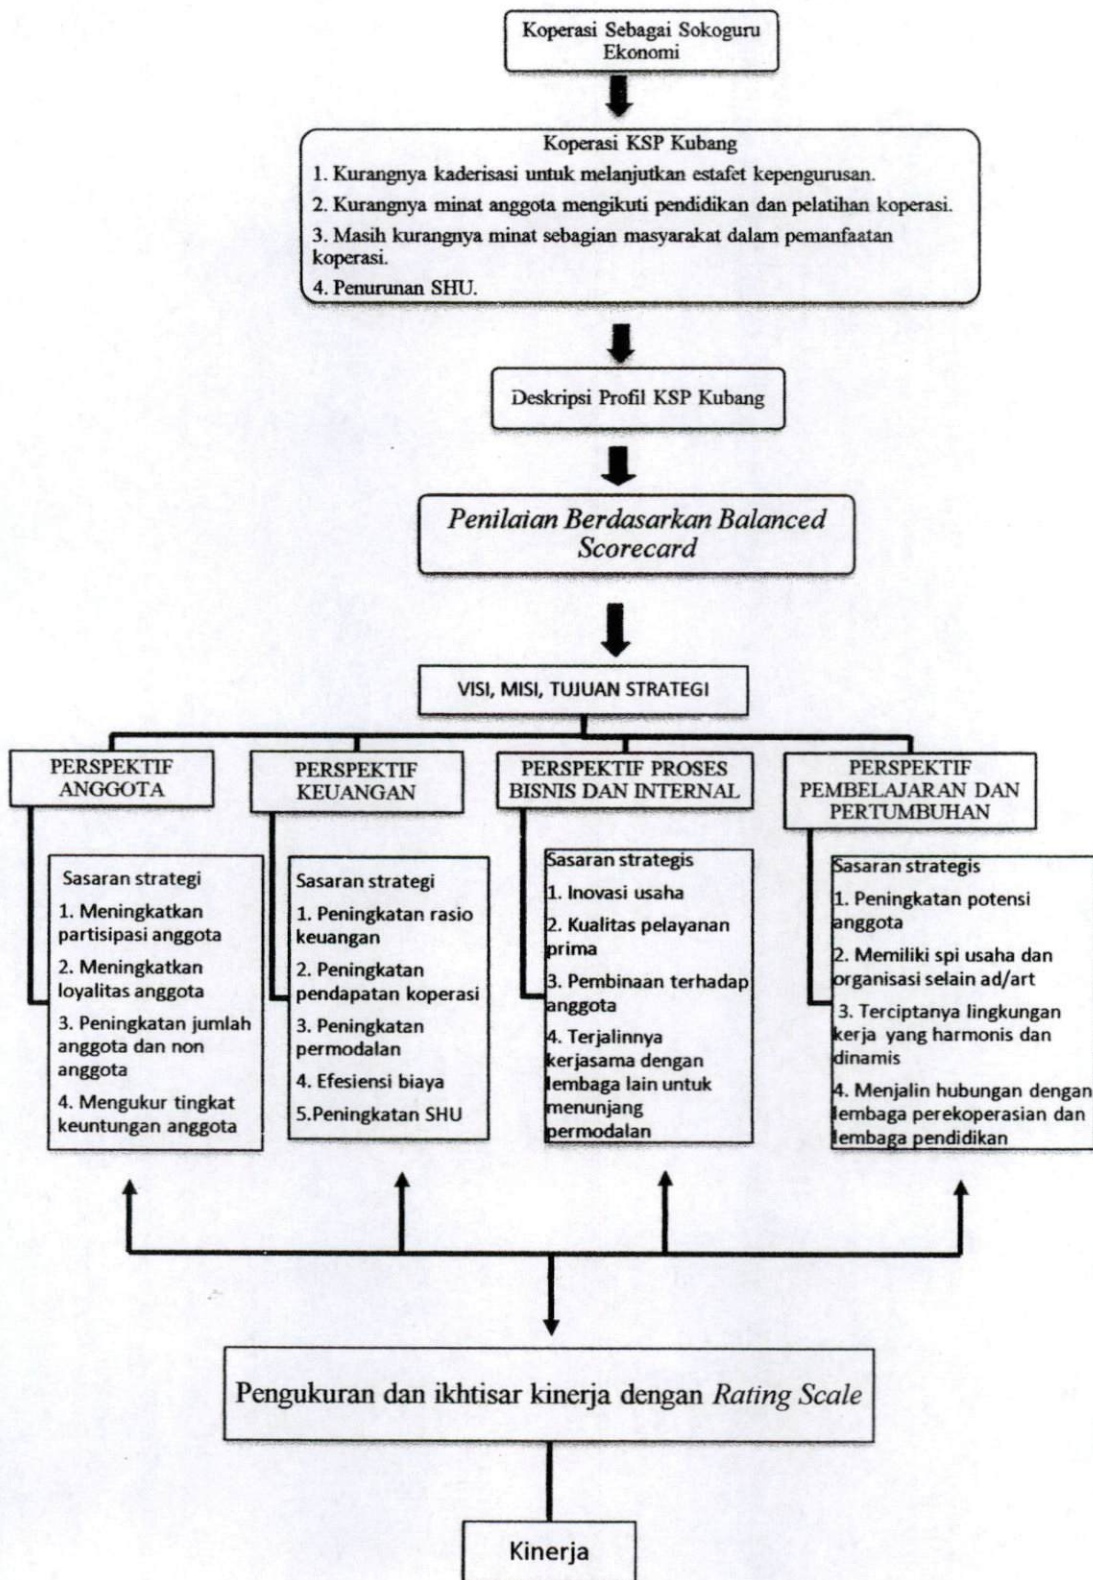 Koperasi Sebagai Sokoguru
Ekonomi
Koperasi KSP Kubang
1. Kurangnya kaderisasi untuk melanjutkan estafet kepengurusan.
2. Kurangnya minat anggota mengikuti pendidikan dan pelatihan koperasi.
3. Masih kurangnya minat sebagian masyarakat dalam pemanfaatan
koperasi.
4. Penurunan SHU.
Deskripsi Profil KSP Kubang
Penilaian Berdasarkan Balanced
Scorecard
VISI, MISI, TUJUAN STRATEGI
PERSPEKTIF
ANGGOTA
Sasaran strategi
1. Meningkatkan
partisipasi anggota
2. Meningkatkan
loyalitas anggota
3. Peningkatan jumlah
anggota dan non
anggota
4. Mengukur tingkat
keuntungan anggota
PERSPEKTIF
KEUANGAN
Sasaran strategi
1. Peningkatan rasio
keuangan
2. Peningkatan
pendapatan koperasi
3. Peningkatan
permodalan
4. Efesiensi biaya
5.Peningkatan SHU
PERSPEKTIF PROSES
BISNIS DAN INTERNAL
Sasaran strategis
1. Inovasi usaha
2. Kualitas pelayanan
prima
3. Pembinaan terhadap
anggota
4. Terjalinnya
kerjasama dengan
lembaga lain untuk
menunjang
permodalan
PERSPEKTIF
PEMBELAJARAN DAN
PERTUMBUHAN
Sasaran strategis
1. Peningkatan potensi
anggota
2. Memiliki spi usaha dan
organisasi selain ad/art
3. Terciptanya lingkungan
kerja yang harmonis dan
dinamis
4. Menjalin hubungan dengan
lembaga perekoperasian dan
lembaga pendidikan
Pengukuran dan ikhtisar kinerja dengan Rating Scale
Kinerja